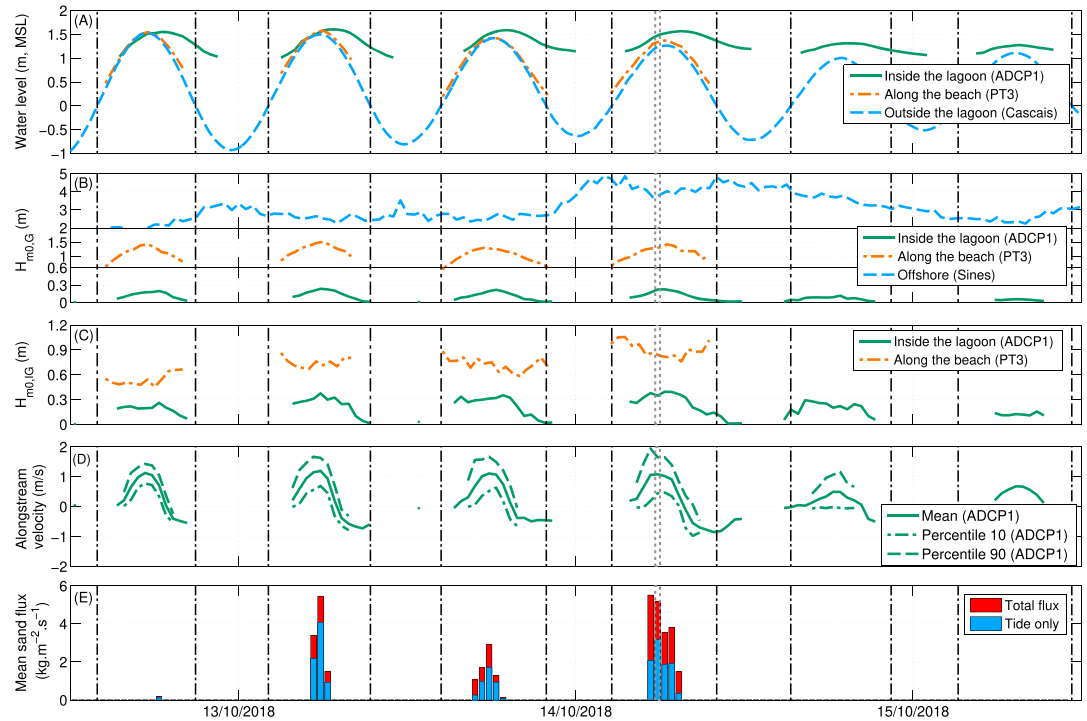 (A)
Water level (m, MSL)
2
1.5
1
0.5
0
−0.5
−1
Inside the lagoon (ADCP1)
Along the beach (PT3)
Outside the lagoon (Cascais)
(B)
Hm0,G (m)
5
4
3
2
1.5
1
0.6
0.3
0
Inside the lagoon (ADCP1)
Along the beach (PT3)
Offshore (Sines)
(C)
Hm0,IG (m)
1.2
0.9
0.6
0.3
0
Inside the lagoon (ADCP1)
Along the beach (PT3)
(D)
Alongstream
velocity (m/s)
2
1
0
−1
−2
Mean (ADCP1)
Percentile 10 (ADCP1)
Percentile 90 (ADCP1)
(E)
Mean sand flux
(kg.m−2.s−1)
6
4
2
0
Total flux
Tide only
13/10/2018
14/10/2018
15/10/2018